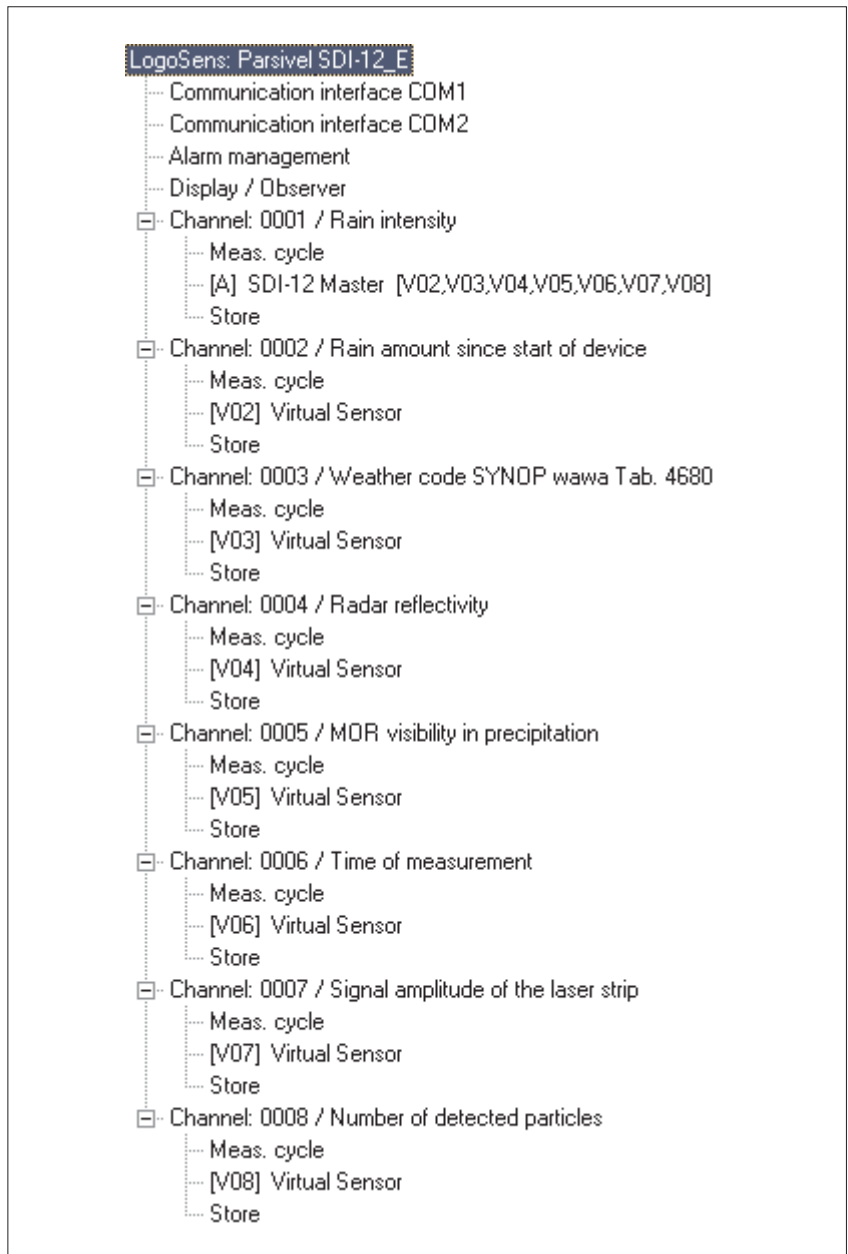 LogoSens: Parsivel SDI-12_E
Communication interface COM1
Communication interface COM2
Alarm management
Display / Observer
Channel: 0001 / Rain intensity
Meas. cycle
[A] SDI-12 Master [V02,V03,V04,V05,V06,V07,V08]
Store
Channel: 0002 / Rain amount since start of device
Meas. cycle
[V02] Virtual Sensor
Store
Channel: 0003 / Weather code SYNOP wawa Tab. 4680
Meas. cycle
[V03] Virtual Sensor
Store
Channel: 0004 / Radar reflectivity
Meas. cycle
[V04] Virtual Sensor
Store
Channel: 0005 / MOR visibility in precipitation
Meas. cycle
[V05] Virtual Sensor
Store
Channel: 0006 / Time of measurement
Meas. cycle
[V06] Virtual Sensor
Store
Channel: 0007 / Signal amplitude of the laser strip
Meas. cycle
[V07] Virtual Sensor
Store
Channel: 0008 / Number of detected particles
Meas. cycle
[V08] Virtual Sensor
Store